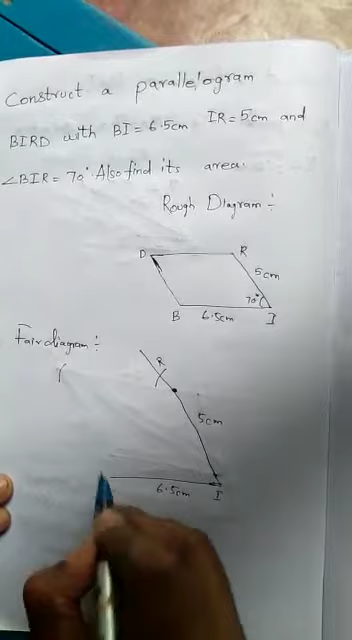 Construct a parallelogram
BIRD with BI = 6.5cm IR = 5cm and
∠BIR = 70°. Also find its area.
Rough Diagram :-
D R
5cm
70°
B 6.5cm I
Fair diagram :-
R
5cm
6.5cm I